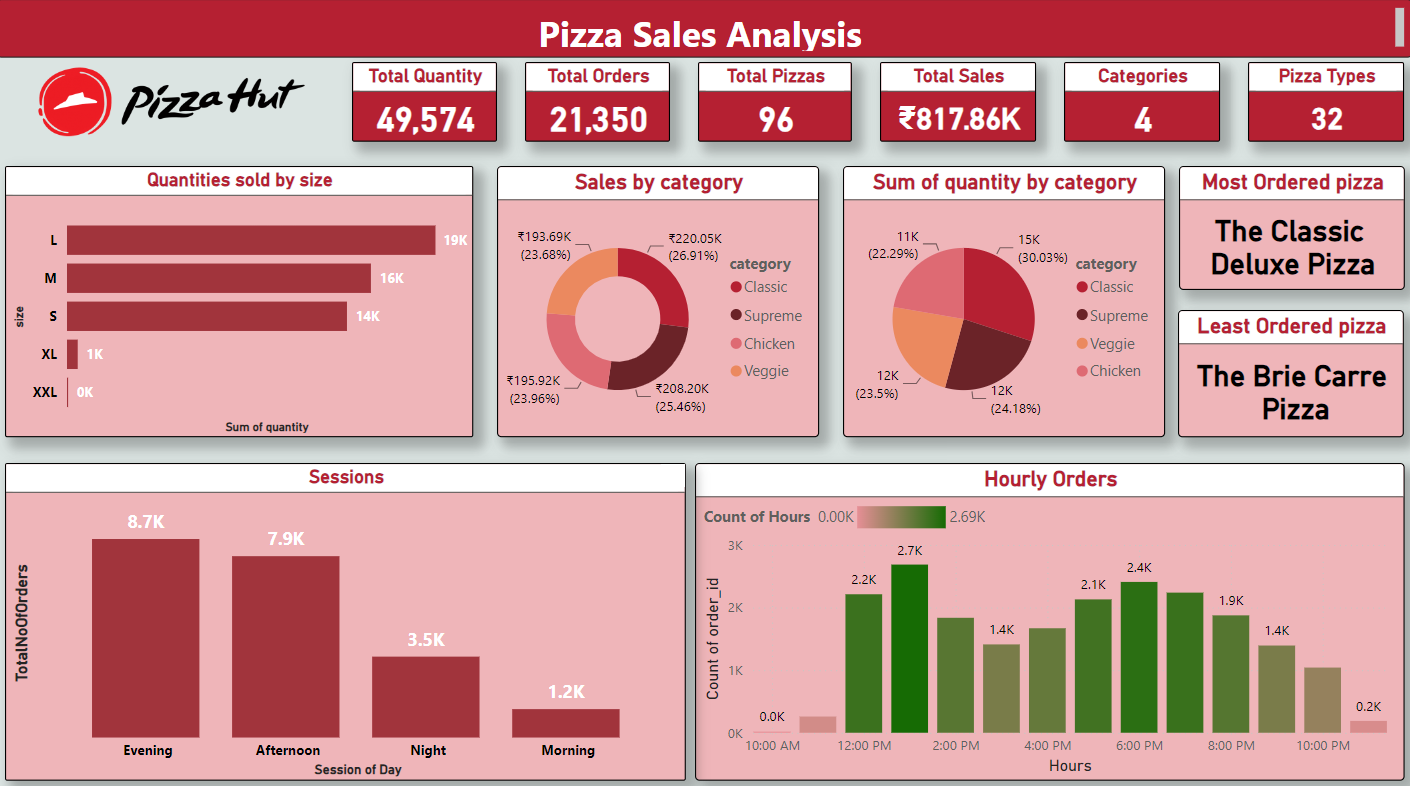 Pizza Sales Analysis
Pizza Hut
Total Quantity
49,574
Total Orders
21,350
Total Pizzas
96
Total Sales
₹817.86K
Categories
4
Pizza Types
32
Quantities sold by size
size
L
19K
M
16K
S
14K
XL
1K
XXL
0K
Sum of quantity
Sales by category
₹193.69K
(23.68%)
₹220.05K
(26.91%)
₹195.92K
(23.96%)
₹208.20K
(25.46%)
category
Classic
Supreme
Chicken
Veggie
Sum of quantity by category
11K
(22.29%)
15K
(30.03%)
12K
(23.5%)
12K
(24.18%)
category
Classic
Supreme
Veggie
Chicken
Most Ordered pizza
The Classic
Deluxe Pizza
Least Ordered pizza
The Brie Carre
Pizza
Sessions
TotalNoOfOrders
8.7K
7.9K
3.5K
1.2K
Evening
Afternoon
Night
Morning
Session of Day
Hourly Orders
Count of Hours 0.00K 2.69K
Count of order_id
3K
2K
1K
0K
0.0K
2.2K
2.7K
1.4K
2.1K
2.4K
1.9K
1.4K
0.2K
10:00 AM
12:00 PM
2:00 PM
4:00 PM
6:00 PM
8:00 PM
10:00 PM
Hours